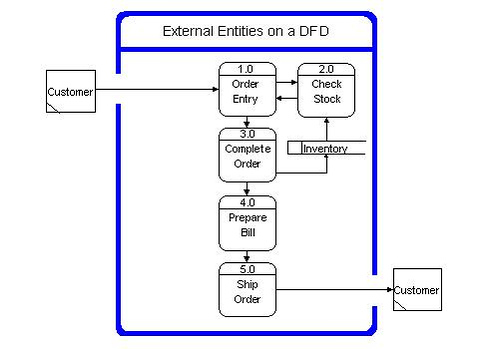 External Entities on a DFD
Customer
1.0
Order
Entry
2.0
Check
Stock
3.0
Complete
Order
Inventory
4.0
Prepare
Bill
5.0
Ship
Order
Customer